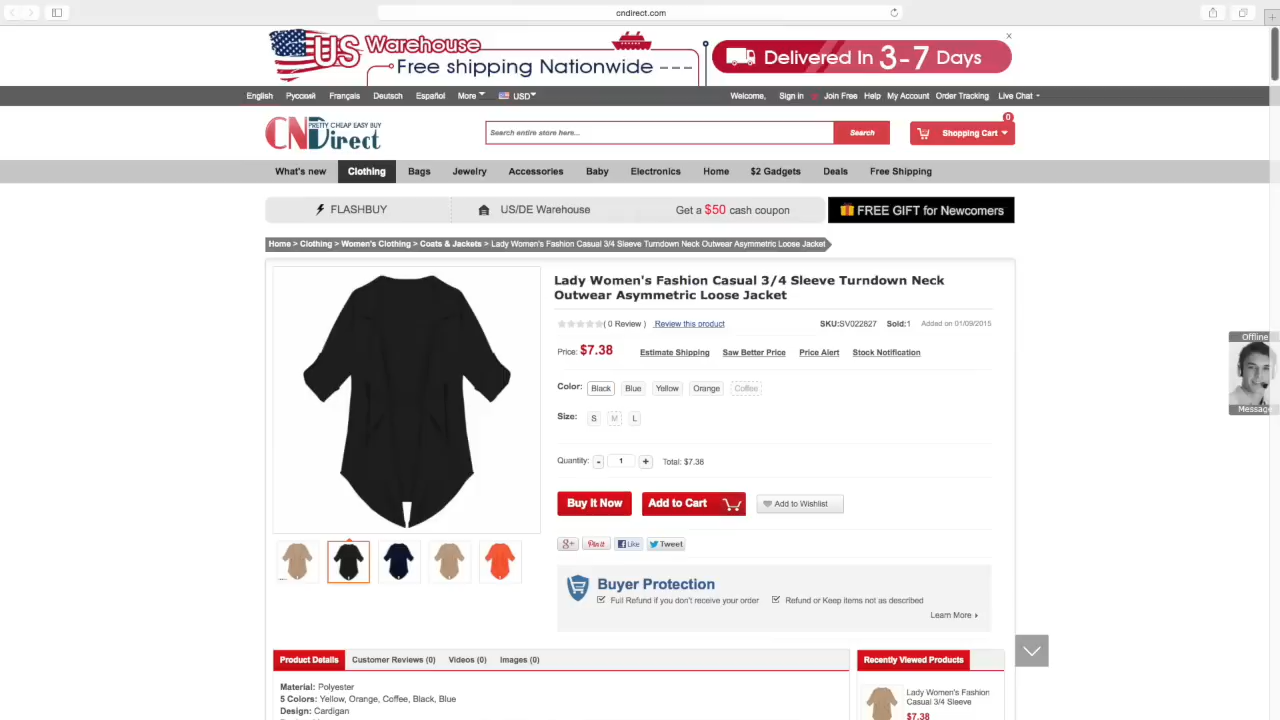 cndirect.com
US Warehouse
Free shipping Nationwide
Delivered In 3-7 Days
x
English Русский Français Deutsch Español More USD
Welcome, Sign in Join Free Help My Account Order Tracking Live Chat
CNDirect PRETTY CHEAP EASY BUY
Search entire store here... Search
Shopping Cart 0
What's new Clothing Bags Jewelry Accessories Baby Electronics Home $2 Gadgets Deals Free Shipping
FLASHBUY US/DE Warehouse Get a $50 cash coupon FREE GIFT for Newcomers
Home > Clothing > Women's Clothing > Coats & Jackets > Lady Women's Fashion Casual 3/4 Sleeve Turndown Neck Outwear Asymmetric Loose Jacket
Lady Women's Fashion Casual 3/4 Sleeve Turndown Neck
Outwear Asymmetric Loose Jacket
( 0 Review ) Review this product SKU:SV022827 Sold:1 Added on 01/09/2015
Price: $7.38 Estimate Shipping Saw Better Price Price Alert Stock Notification
Color: Black Blue Yellow Orange Coffee
Size: S M L
Quantity: - 1 + Total: $7.38
Buy It Now Add to Cart Add to Wishlist
g+ Pin it Like Tweet
Buyer Protection
Full Refund if you don't receive your order Refund or Keep items not as described
Learn More
Offline
Message
Product Details Customer Reviews (0) Videos (0) Images (0)
Material: Polyester
5 Colors: Yellow, Orange, Coffee, Black, Blue
Design: Cardigan
Recently Viewed Products
Lady Women's Fashion
Casual 3/4 Sleeve
$7.38